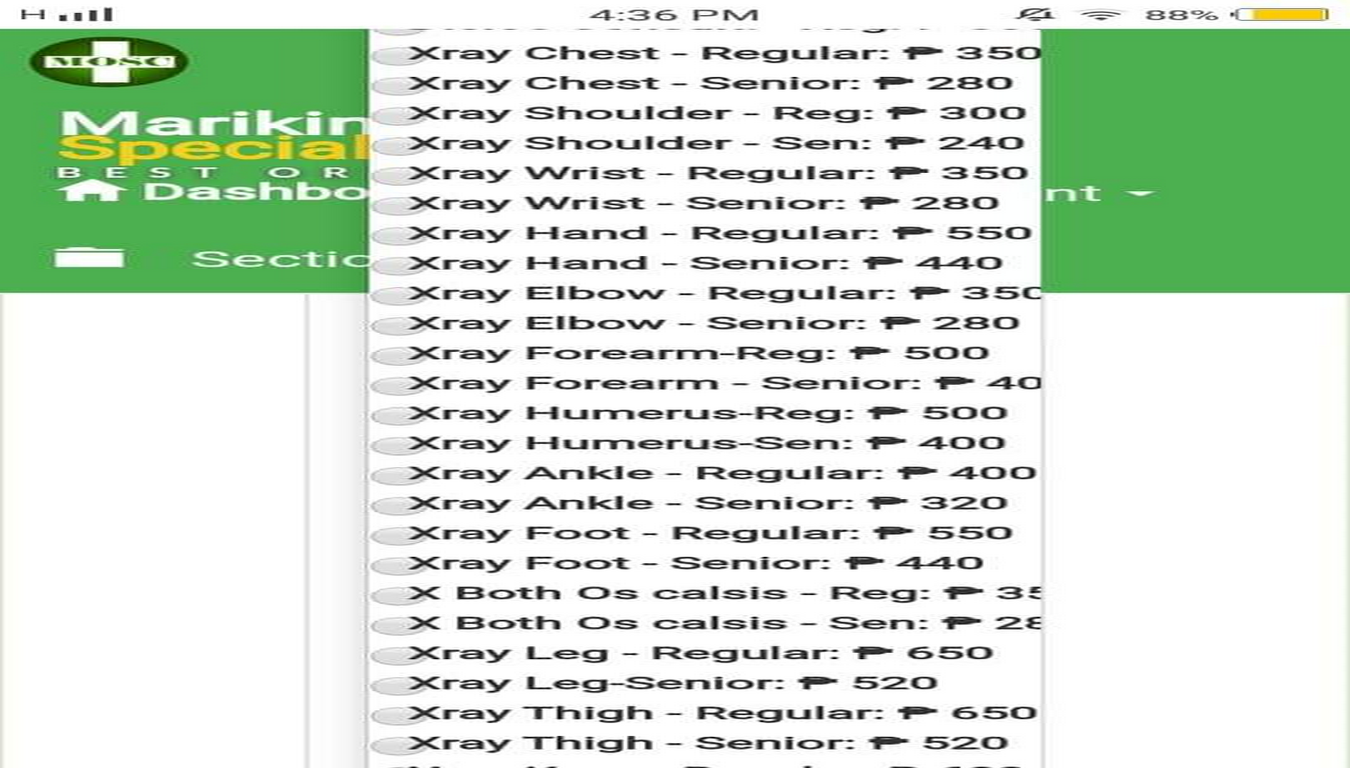 H 4:36 PM 88%
MOSC
Xray Chest - Regular: ₱ 350
Xray Chest - Senior: ₱ 280
Marikin
Xray Shoulder - Reg: ₱ 300
Special
Xray Shoulder - Sen: ₱ 240
BEST OR
Xray Wrist - Regular: ₱ 350
Dashbo
nt
Xray Wrist - Senior: ₱ 280
Xray Hand - Regular: ₱ 550
Sectio
Xray Hand - Senior: ₱ 440
Xray Elbow - Regular: ₱ 350
Xray Elbow - Senior: ₱ 280
Xray Forearm-Reg: ₱ 500
Xray Forearm - Senior: ₱ 40
Xray Humerus-Reg: ₱ 500
Xray Humerus-Sen: ₱ 400
Xray Ankle - Regular: ₱ 400
Xray Ankle - Senior: ₱ 320
Xray Foot - Regular: ₱ 550
Xray Foot - Senior: ₱ 440
X Both Os calsis - Reg: ₱ 35
X Both Os calsis - Sen: ₱ 28
Xray Leg - Regular: ₱ 650
Xray Leg-Senior: ₱ 520
Xray Thigh - Regular: ₱ 650
Xray Thigh - Senior: ₱ 520